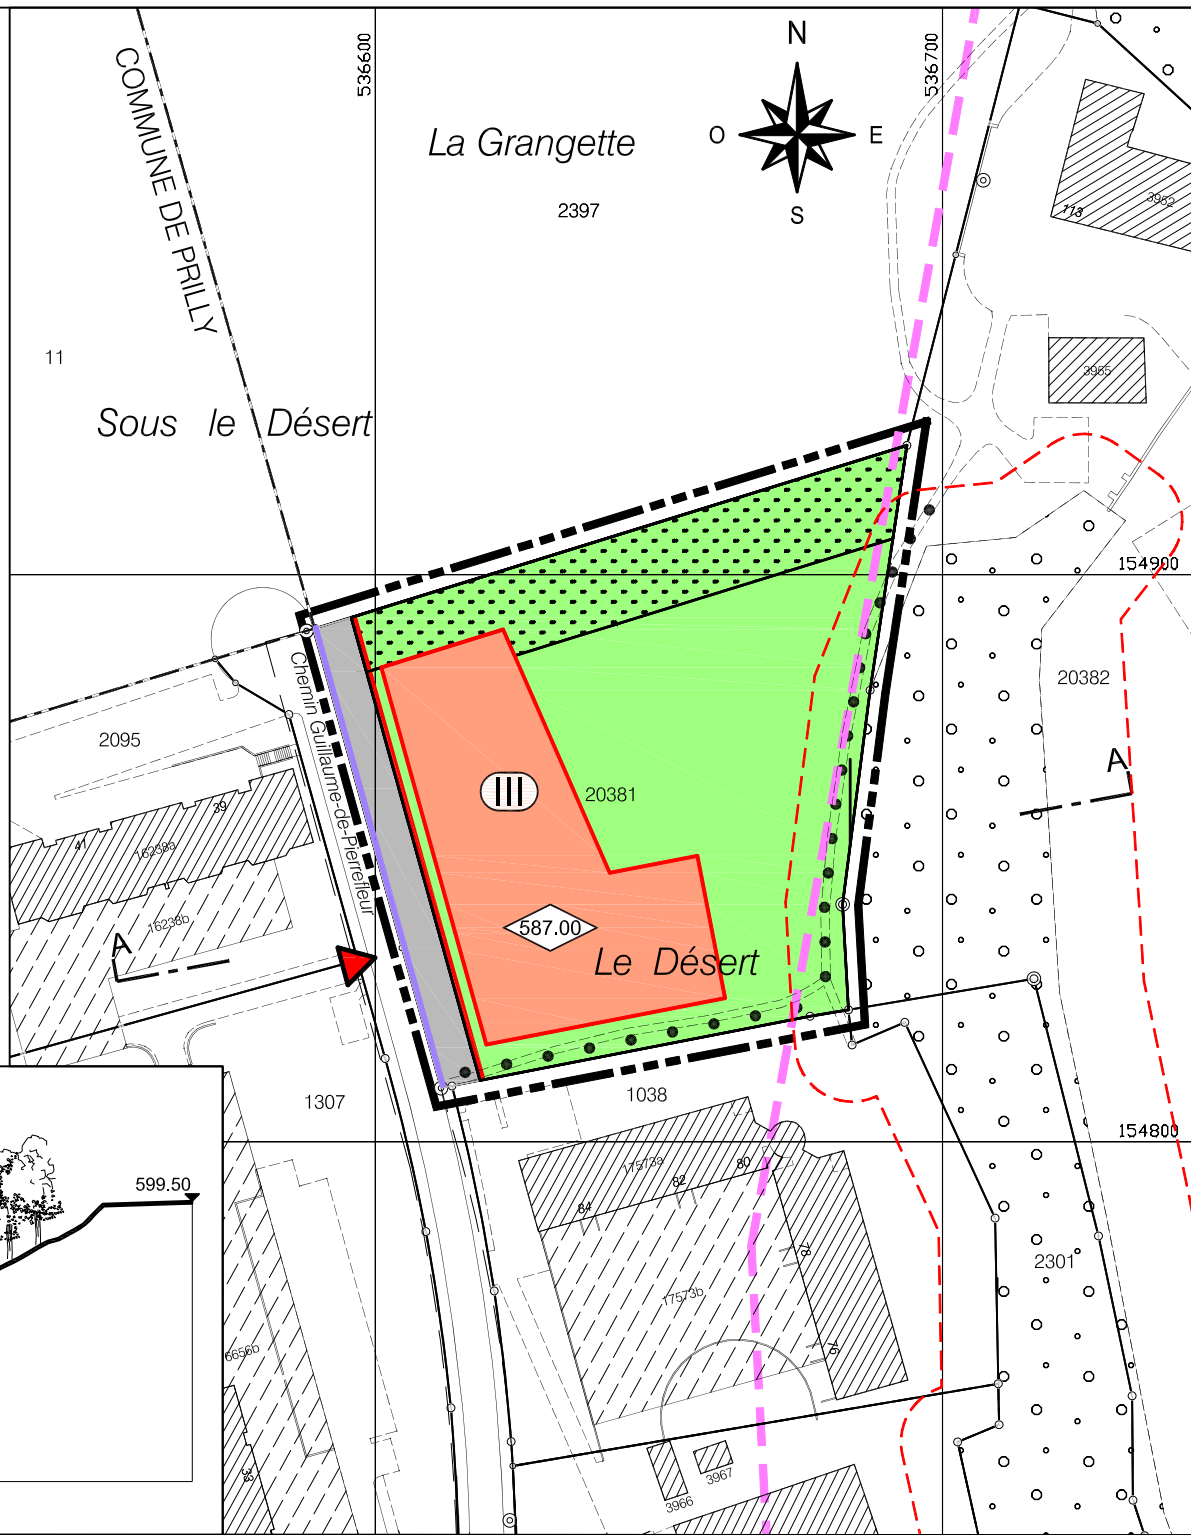 N
O
E
S
536600
536700
COMMUNE DE PRILLY
La Grangette
2397
113
3952
11
3955
Sous le Désert
154900
20382
Chemin Guillaume-de-Pierrefleur
2095
39
41
16238a
16238b
III
20381
A
A
587.00
Le Désert
1307
1038
154800
599.50
17573a
80
82
84
78
76
17573b
2301
6656b
33
3966
3967